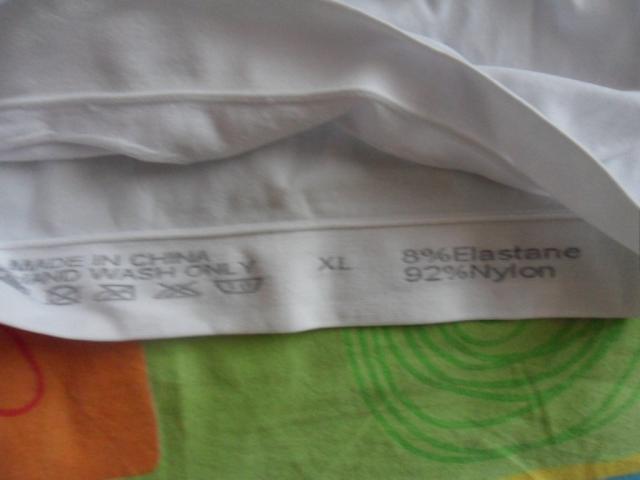 MADE IN CHINA
HAND WASH ONLY
XL
8%Elastane
92%Nylon